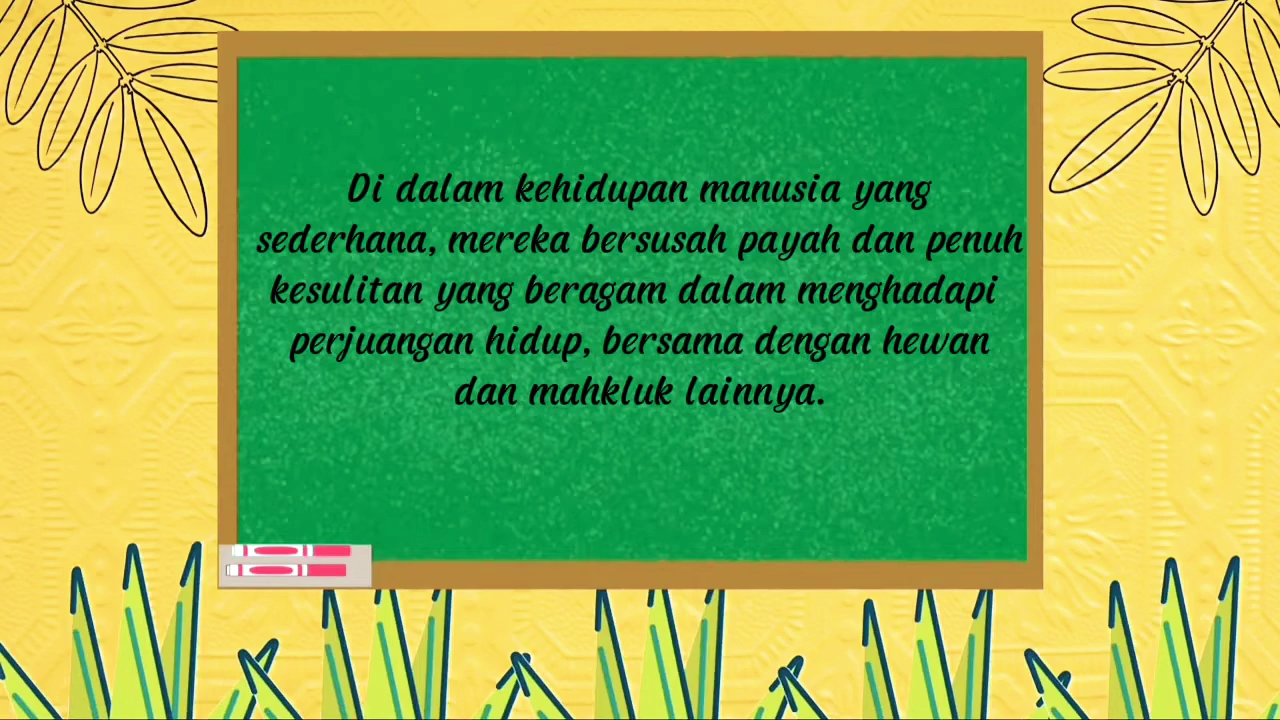 Di dalam kehidupan manusia yang
sederhana, mereka bersusah payah dan penuh
kesulitan yang beragam dalam menghadapi
perjuangan hidup, bersama dengan hewan
dan mahkluk lainnya.